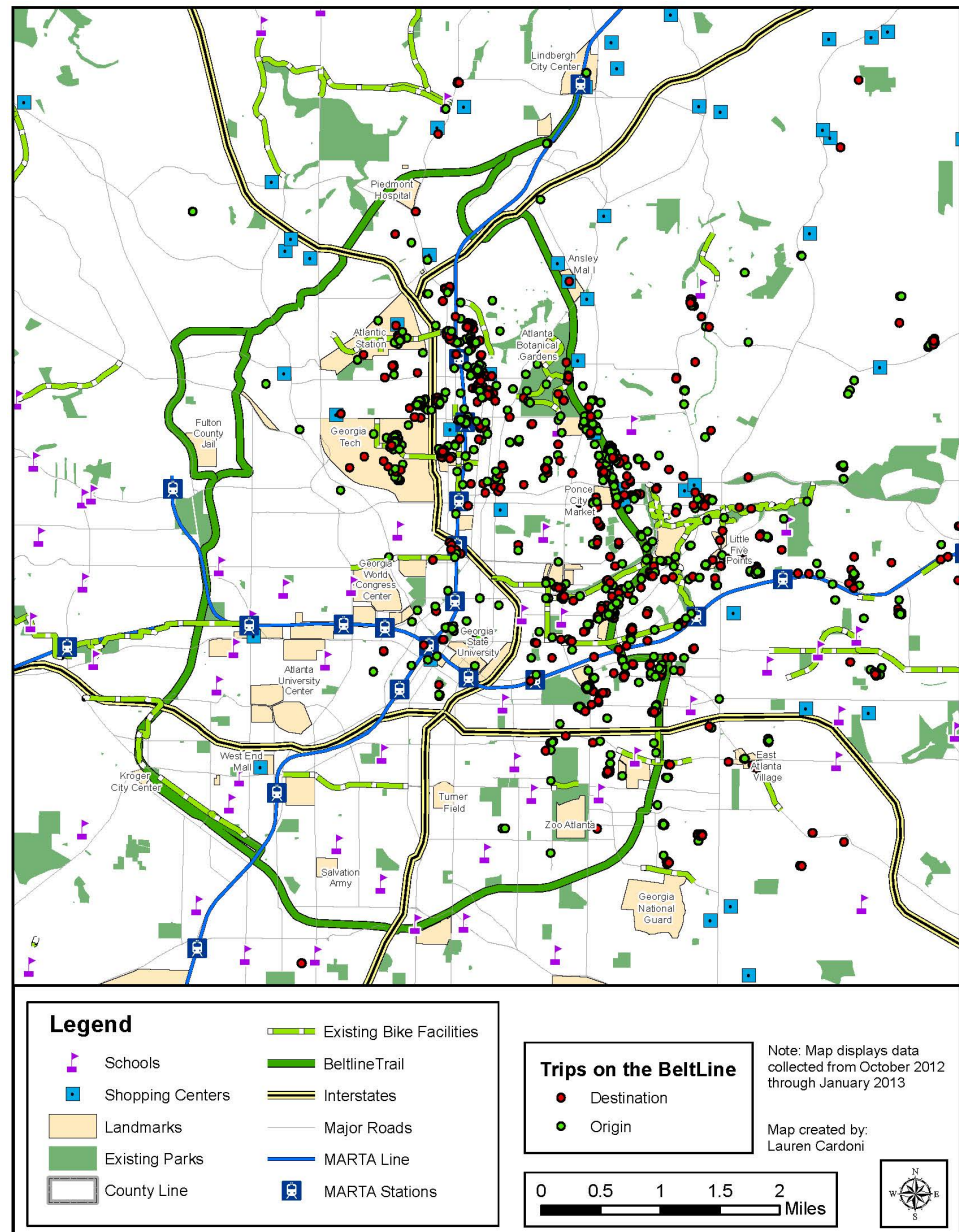 Lindbergh
City Center
Piedmont
Hospital
Ansley
Mal l
Atlantic
Station
Atlanta
Botanical
Gardens
Fulton
County
Jail
Georgia
Tech
Ponce
City
Market
Little
Five
Points
Georgia
World
Congress
Center
Georgia
State
University
Atlanta
University
Center
West End
Mall
Kroger
City Center
Turner
Field
East
Atlanta
Village
Zoo Atlanta
Salvation
Army
Georgia
National
Guard
Legend
Schools
Shopping Centers
Landmarks
Existing Parks
County Line
Existing Bike Facilities
BeltlineTrail
Interstates
Major Roads
MARTA Line
MARTA Stations
Trips on the BeltLine
Destination
Origin
Note: Map displays data
collected from October 2012
through January 2013
Map created by:
Lauren Cardoni
0 0.5 1 1.5 2
Miles
N
W E
S